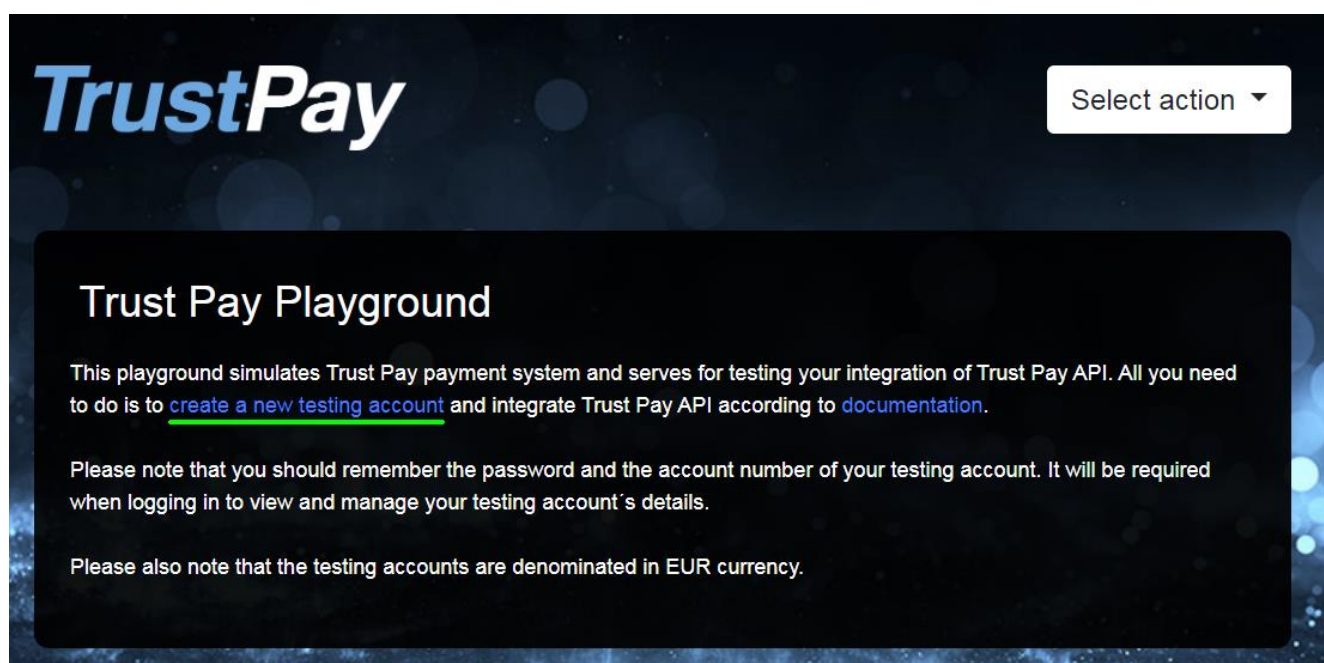 TrustPay
Select action
Trust Pay Playground
This playground simulates Trust Pay payment system and serves for testing your integration of Trust Pay API. All you need
to do is to create a new testing account and integrate Trust Pay API according to documentation.
Please note that you should remember the password and the account number of your testing account. It will be required
when logging in to view and manage your testing account´s details.
Please also note that the testing accounts are denominated in EUR currency.